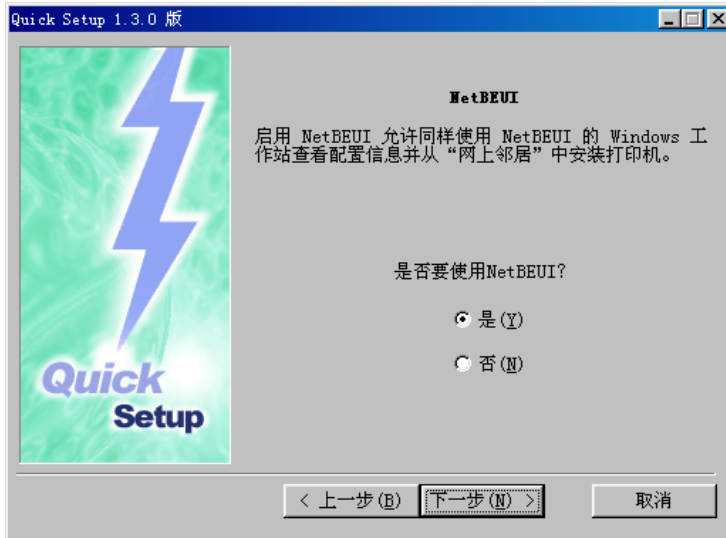 Quick Setup 1.3.0 版
NetBEUI
启用 NetBEUI 允许同样使用 NetBEUI 的 Windows 工
作站查看配置信息并从“网上邻居”中安装打印机。
是否要使用NetBEUI?
是(Y)
否(N)
Quick
Setup
< 上一步(B)
下一步(N) >
取消